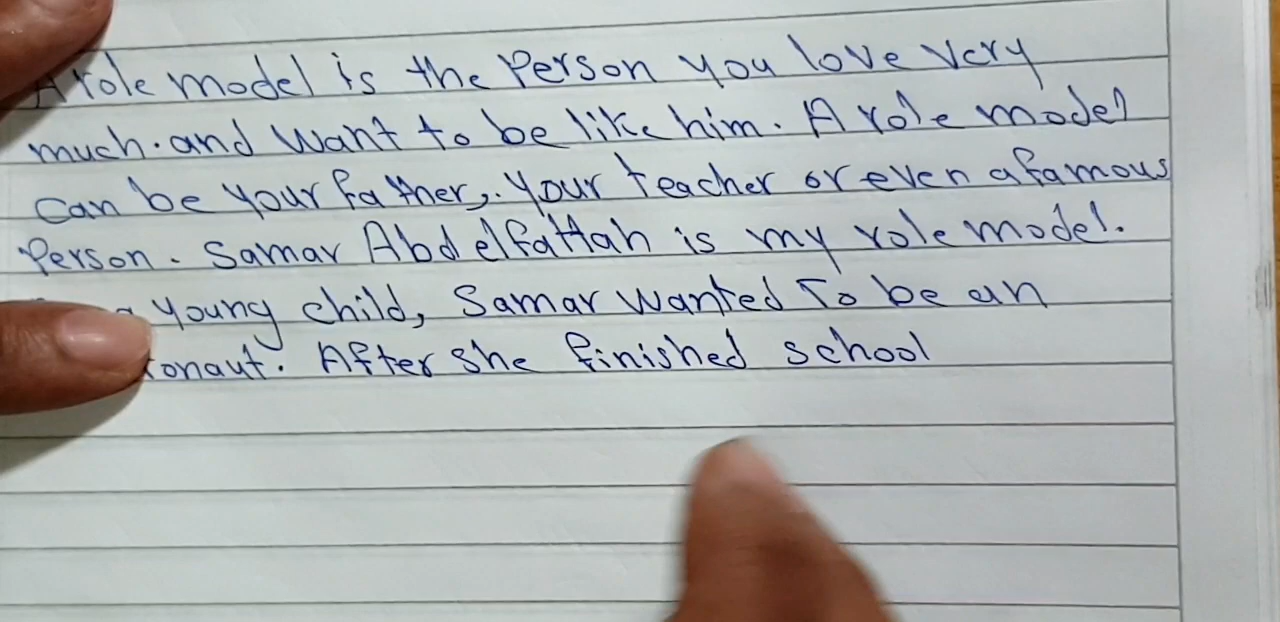 A role model is the Person you love very
much. and want to be like him. A role model
can be your father, your teacher or even a famous
Person. Samar Abdelfattah is my role model.
young child, Samar wanted To be an
After she finished school